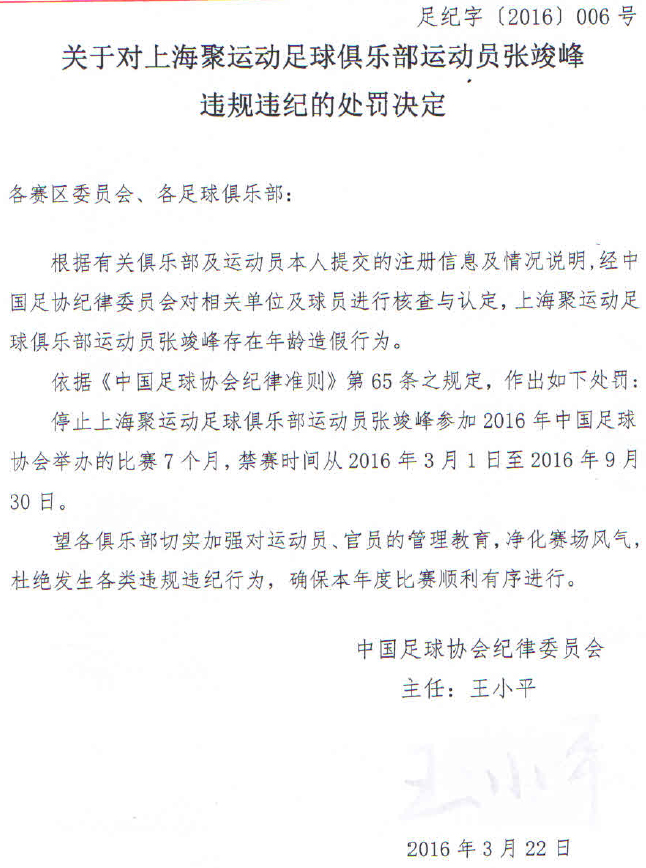 足纪字〔2016〕006 号
关于对上海聚运动足球俱乐部运动员张竣峰
违规违纪的处罚决定
各赛区委员会、各足球俱乐部：
根据有关俱乐部及运动员本人提交的注册信息及情况说明,经中
国足协纪律委员会对相关单位及球员进行核查与认定,上海聚运动足
球俱乐部运动员张竣峰存在年龄造假行为。
依据《中国足球协会纪律准则》第 65 条之规定，作出如下处罚：
停止上海聚运动足球俱乐部运动员张竣峰参加 2016 年中国足球
协会举办的比赛 7 个月，禁赛时间从 2016 年 3 月 1 日至 2016 年 9 月
30 日。
望各俱乐部切实加强对运动员、官员的管理教育,净化赛场风气，
杜绝发生各类违规违纪行为，确保本年度比赛顺利有序进行。
中国足球协会纪律委员会
主任：王小平
王小平
2016 年 3 月 22 日